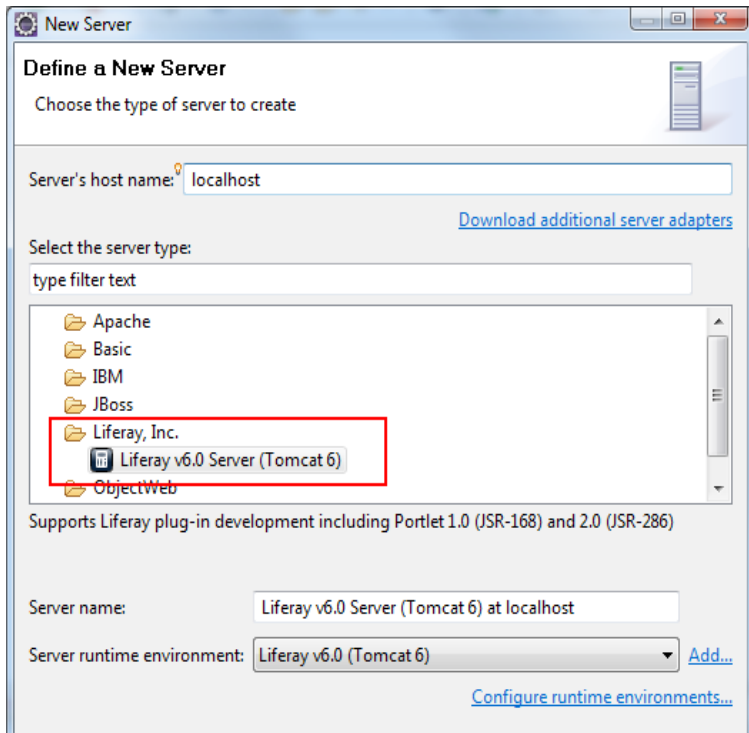 New Server
Define a New Server
Choose the type of server to create
Server's host name: localhost
Download additional server adapters
Select the server type:
type filter text
Apache
Basic
IBM
JBoss
Liferay, Inc.
Liferay v6.0 Server (Tomcat 6)
ObjectWeb
Supports Liferay plug-in development including Portlet 1.0 (JSR-168) and 2.0 (JSR-286)
Server name: Liferay v6.0 Server (Tomcat 6) at localhost
Server runtime environment: Liferay v6.0 (Tomcat 6) Add...
Configure runtime environments...